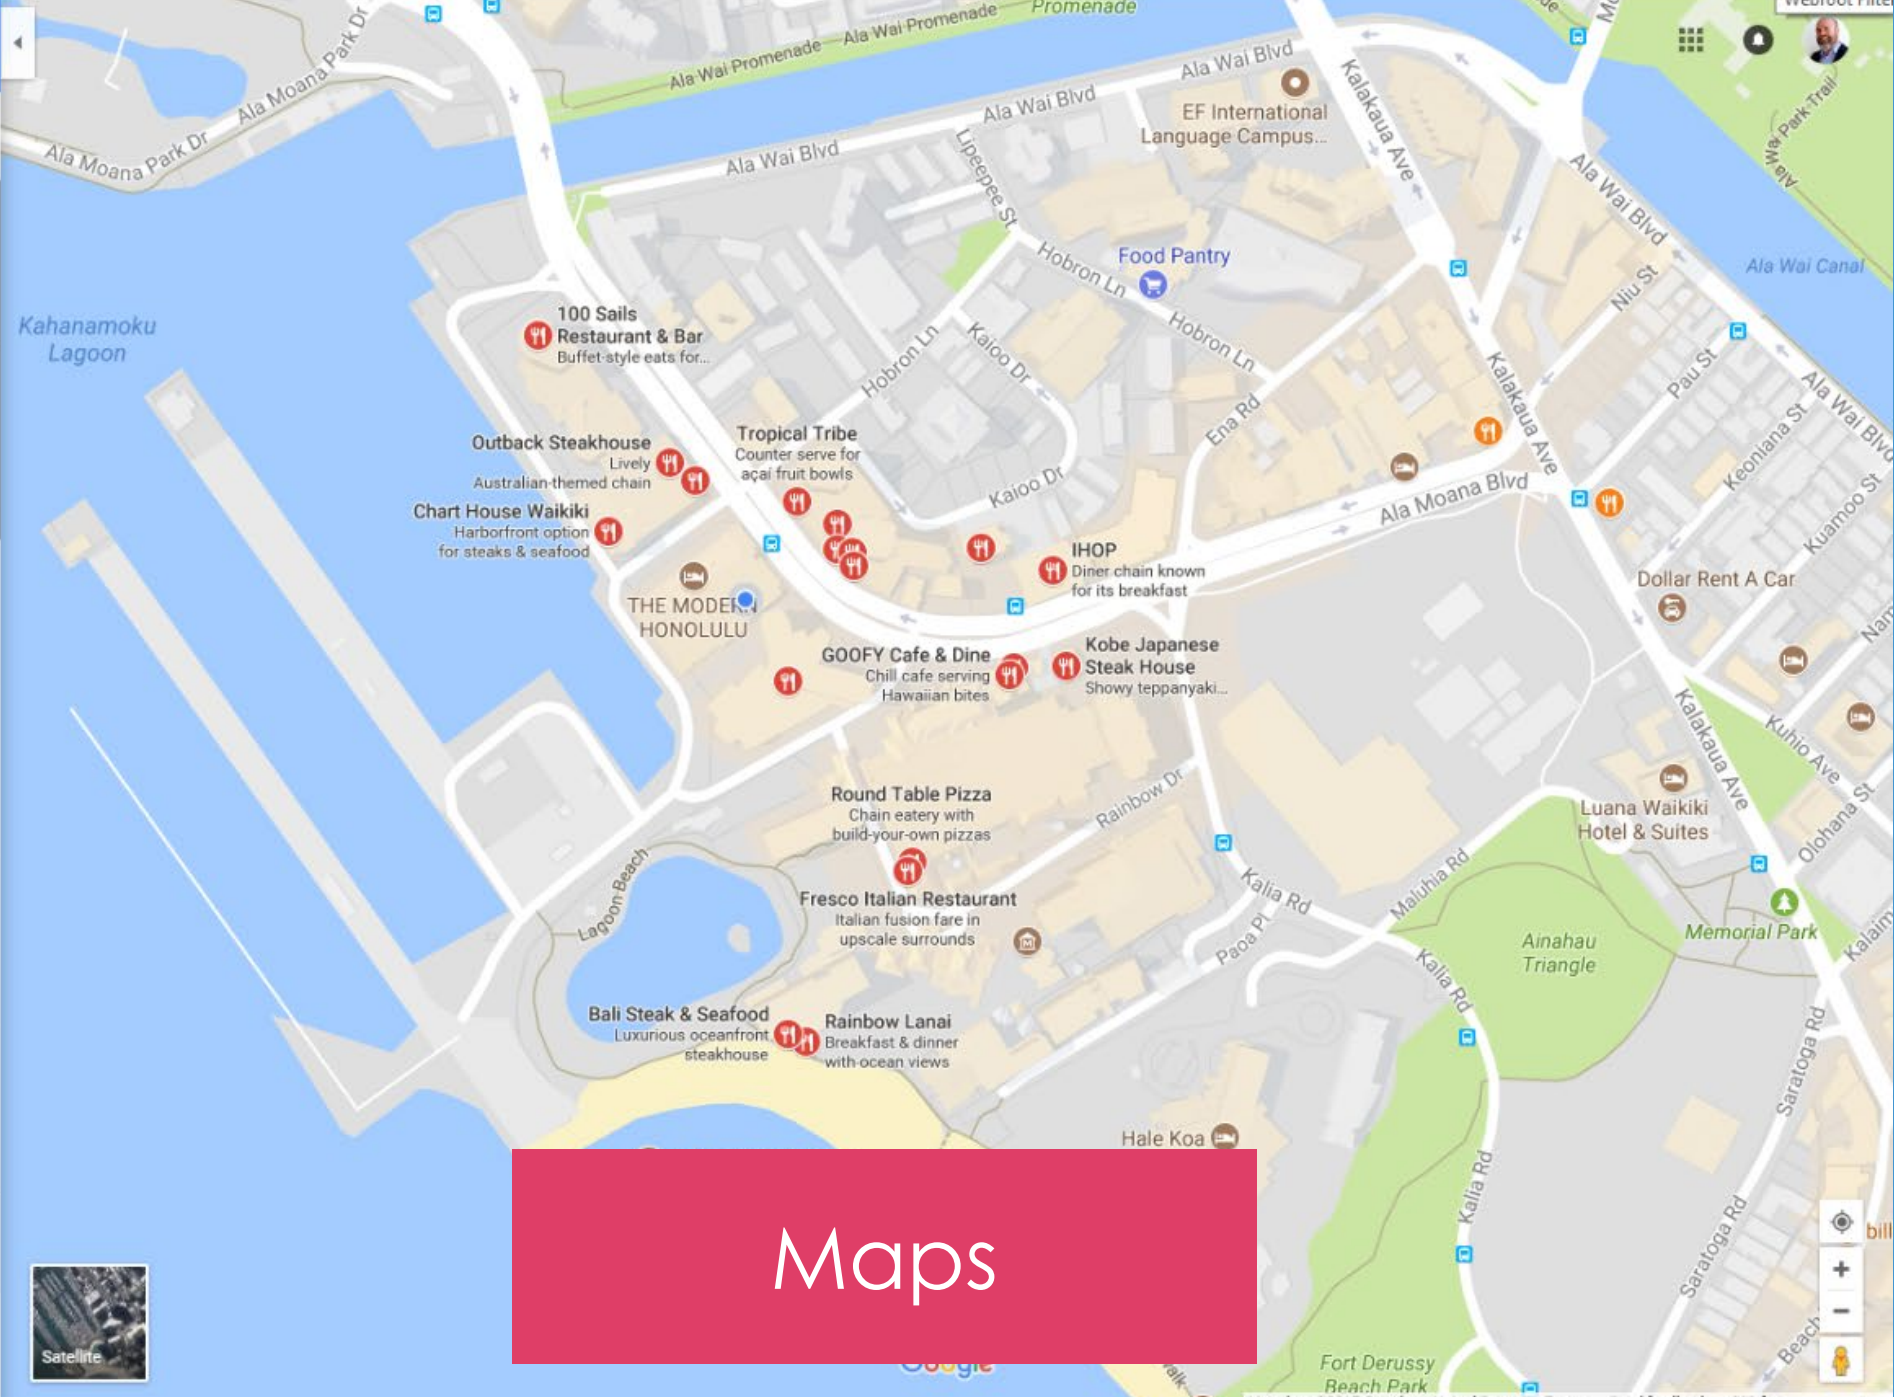 Promenade
Ala Wai Promenade
Ala Wai Promenade
Ala Moana Park Dr
Ala Moana Park Dr
Ala Wai Blvd
Ala Wai Blvd
Ala Wai Blvd
EF International
Language Campus...
Kalakaua Ave
Ala Wai Park Trail
Ala Wai
Ala Wai Blvd
Ala Wai Canal
Lipeepee St
Hobron Ln
Food Pantry
Hobron Ln
Niu St
Kahanamoku
Lagoon
100 Sails
Restaurant & Bar
Buffet-style eats for...
Hobron Ln
Kaioo Dr
Kalakaua Ave
Pau St
Ala Wai Blvd
Ena Rd
Keoniana St
Kuamoo St
Outback Steakhouse
Lively
Australian-themed chain
Tropical Tribe
Counter serve for
açaí fruit bowls
Kaioo Dr
Ala Moana Blvd
Chart House Waikiki
Harborfront option
for steaks & seafood
IHOP
Diner chain known
for its breakfast
Dollar Rent A Car
THE MODERN
HONOLULU
GOOFY Cafe & Dine
Chill cafe serving
Hawaiian bites
Kobe Japanese
Steak House
Showy teppanyaki...
Kalakaua Ave
Kuhio Ave
Olohana St
Round Table Pizza
Chain eatery with
build-your-own pizzas
Rainbow Dr
Luana Waikiki
Hotel & Suites
Lagoon Beach
Kalia Rd
Maluhia Rd
Fresco Italian Restaurant
Italian fusion fare in
upscale surrounds
Paoa Pl
Ainahau
Triangle
Memorial Park
Kalaim
Kalia Rd
Bali Steak & Seafood
Luxurious oceanfront
steakhouse
Rainbow Lanai
Breakfast & dinner
with ocean views
Saratoga Rd
Hale Koa
Kalia Rd
Saratoga Rd
Maps
Satellite
Google
Fort Derussy
Beach Park
Beach